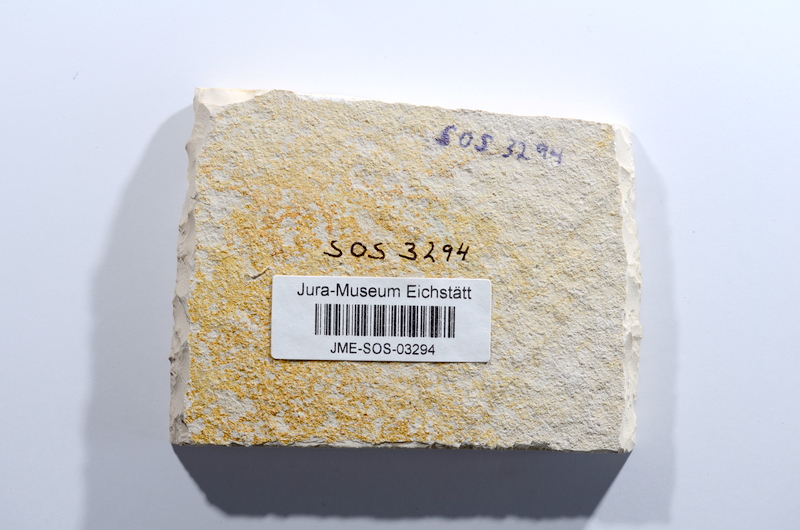 SOS 3294
SOS 3294
Jura-Museum Eichstätt
JME-SOS-03294